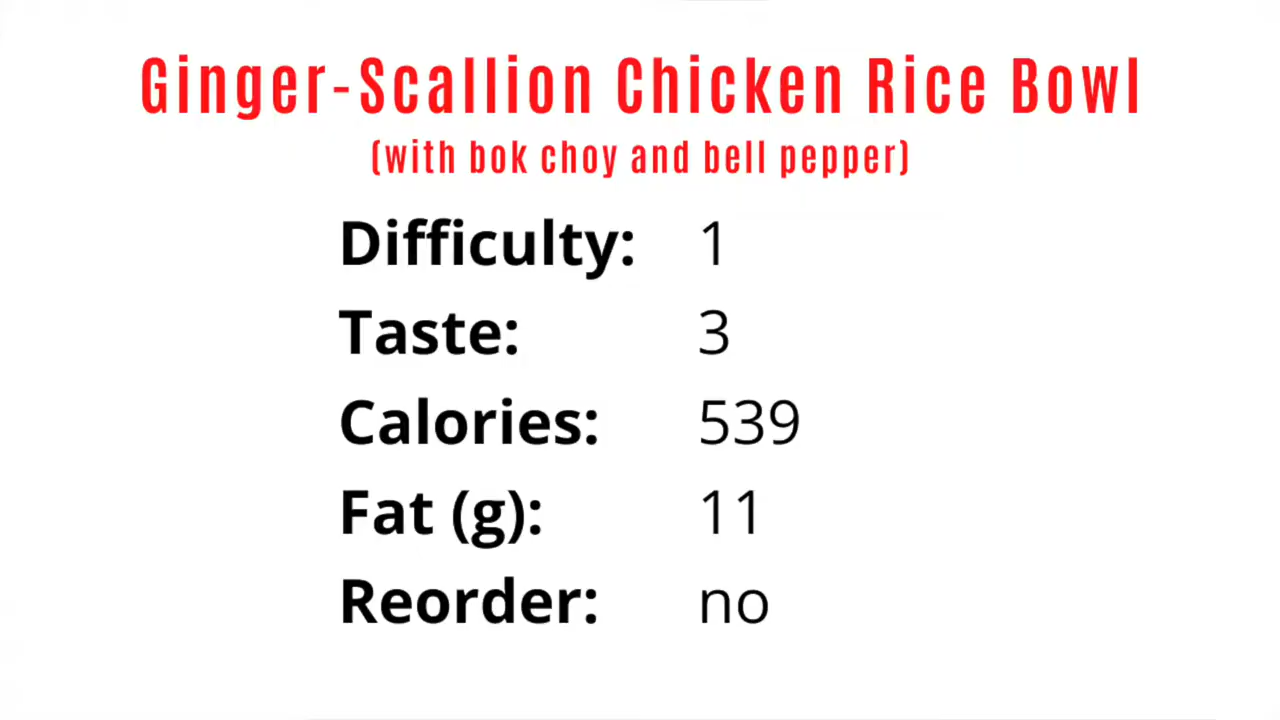 Ginger-Scallion Chicken Rice Bowl
(with bok choy and bell pepper)
Difficulty: 1
Taste: 3
Calories: 539
Fat (g): 11
Reorder: no